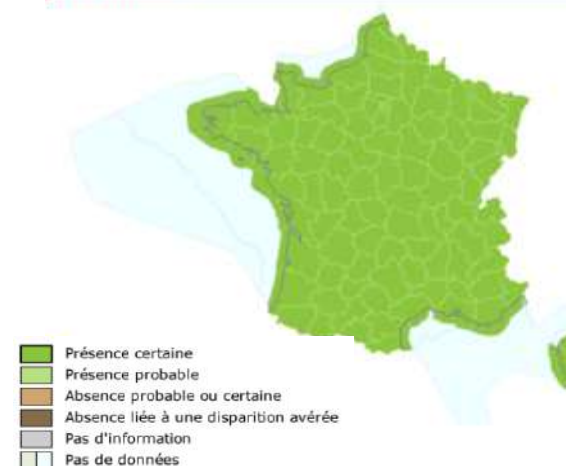 Présence certaine
Présence probable
Absence probable ou certaine
Absence liée à une disparition avérée
Pas d'information
Pas de données